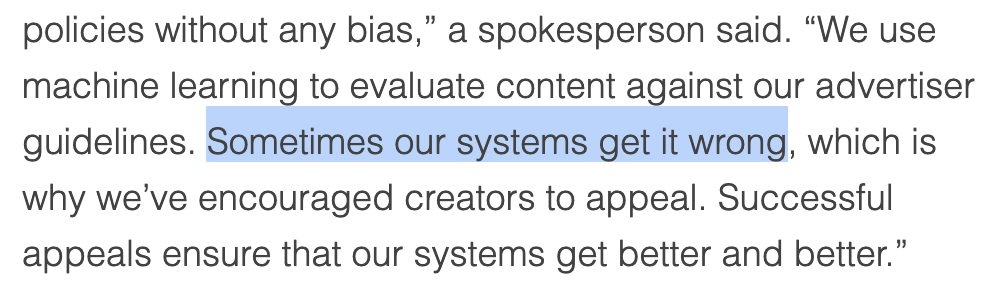 policies without any bias,” a spokesperson said. “We use
machine learning to evaluate content against our advertiser
guidelines. Sometimes our systems get it wrong, which is
why we’ve encouraged creators to appeal. Successful
appeals ensure that our systems get better and better.”